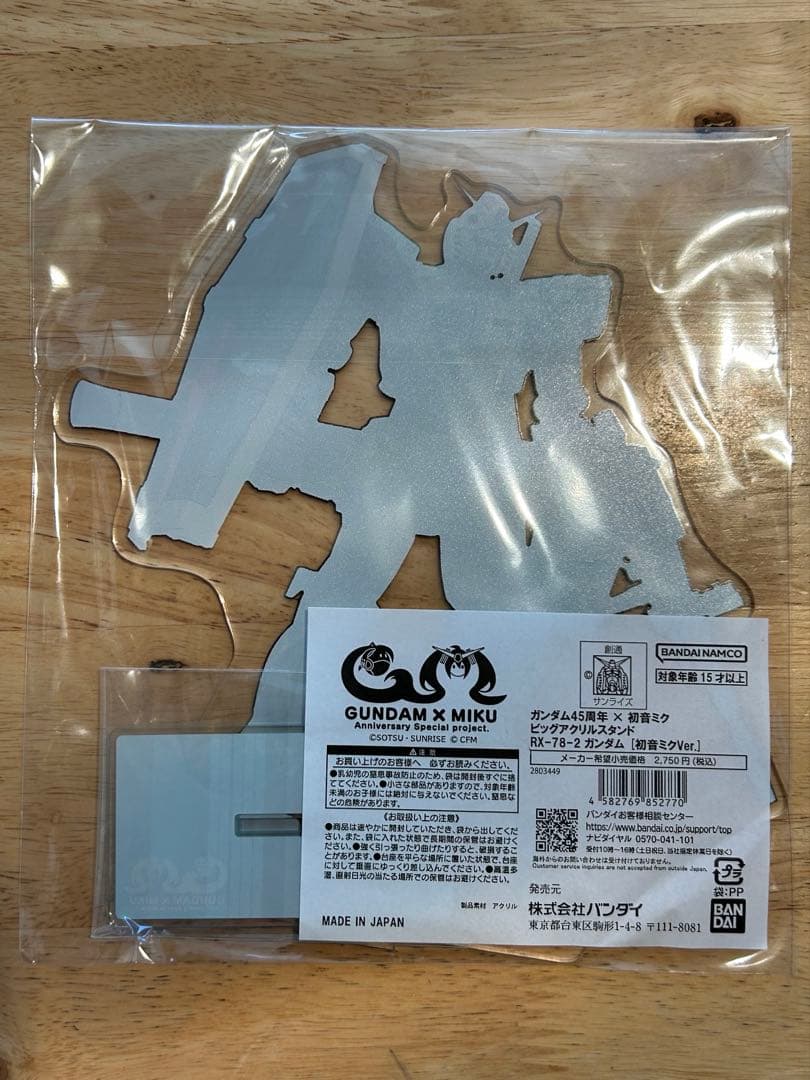 GUNDAM × MIKU
Anniversary Special project.
©SOTSU・SUNRISE ©CFM
⚠注意
お買い上げのお客様へ 必ずお読みください。
●乳幼児の窒息事故防止のため、袋は開封後すぐに捨
ててください。●小さな部品がありますので、対象年齢
未満のお子様には絶対に与えないでください。窒息な
どの危険があります。
《お取扱い上の注意》
●商品は速やかに開封していただき、袋から出してくだ
さい。また、袋に入れた状態で長期間の保管はお避けく
ださい。●強く引っ張ったり曲げたりすると、破損するこ
とがあります。●台座を平らな場所に置いた状態で、台座
に対して垂直にゆっくり差し込んでください。●高温多
湿、直射日光の当たる場所での保管はお避けください。
製品素材 アクリル
MADE IN JAPAN
創通
©
サンライズ
BANDAI NAMCO
対象年齢 15才以上
ガンダム45周年 × 初音ミク
ビッグアクリルスタンド
RX-78-2 ガンダム [初音ミクVer.]
メーカー希望小売価格 2,750円(税込)
2803449
4 582769 852770
バンダイお客様相談センター
https://www.bandai.co.jp/support/top
ナビダイヤル 0570-041-101
受付10時～16時(土日祝日、当社指定休業日を除く)
海外からのお問い合わせは受け付けておりません。
Customer service inquiries are not accepted from outside Japan.
プラ
袋:PP
発売元
株式会社バンダイ
東京都台東区駒形1-4-8 〒111-8081
BAN
DAI
GUNDAM × MIKU